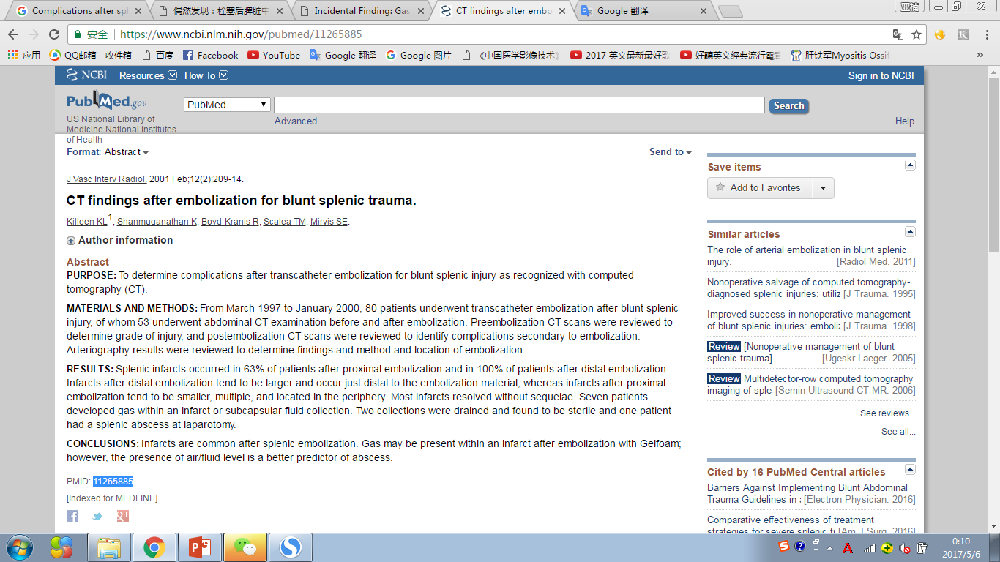 Complications after spl
偶然发现：栓塞后脾脏中
Incidental Finding: Gas
CT findings after embo
Google 翻译
安全
https://www.ncbi.nlm.nih.gov/pubmed/11265885
应用
QQ邮箱 - 收件箱
百度
Facebook
YouTube
Google 翻译
Google 图片
《中国医学影像技术》
2017 英文最新最好歌
好聽英文經典流行電音
肝铁军Myositis Ossif
NCBI
Resources
How To
Sign in to NCBI
PubMed.gov
US National Library of
Medicine National Institutes
of Health
PubMed
Search
Advanced
Help
Format: Abstract
Send to
J Vasc Interv Radiol. 2001 Feb;12(2):209-14.
CT findings after embolization for blunt splenic trauma.
Killeen KL1, Shanmuganathan K, Boyd-Kranis R, Scalea TM, Mirvis SE.
Author information
Abstract
PURPOSE: To determine complications after transcatheter embolization for blunt splenic injury as recognized with computed
tomography (CT).
MATERIALS AND METHODS: From March 1997 to January 2000, 80 patients underwent transcatheter embolization after blunt splenic
injury, of whom 53 underwent abdominal CT examination before and after embolization. Preembolization CT scans were reviewed to
determine grade of injury, and postembolization CT scans were reviewed to identify complications secondary to embolization.
Arteriography results were reviewed to determine findings and method and location of embolization.
RESULTS: Splenic infarcts occurred in 63% of patients after proximal embolization and in 100% of patients after distal embolization.
Infarcts after distal embolization tend to be larger and occur just distal to the embolization material, whereas infarcts after proximal
embolization tend to be smaller, multiple, and located in the periphery. Most infarcts resolved without sequelae. Seven patients
developed gas within an infarct or subcapsular fluid collection. Two collections were drained and found to be sterile and one patient
had a splenic abscess at laparotomy.
CONCLUSIONS: Infarcts are common after splenic embolization. Gas may be present within an infarct after embolization with Gelfoam;
however, the presence of air/fluid level is a better predictor of abscess.
PMID: 11265885
[Indexed for MEDLINE]
Save items
Add to Favorites
Similar articles
The role of arterial embolization in blunt splenic
injury. [Radiol Med. 2011]
Nonoperative salvage of computed tomography-
diagnosed splenic injuries: utiliz [J Trauma. 1995]
Improved success in nonoperative management
of blunt splenic injuries: emboliz [J Trauma. 1998]
Review [Nonoperative management of blunt
splenic trauma]. [Ugeskr Laeger. 2005]
Review Multidetector-row computed tomography
imaging of sple [Semin Ultrasound CT MR. 2006]
See reviews...
See all...
Cited by 16 PubMed Central articles
Barriers Against Implementing Blunt Abdominal
Trauma Guidelines in [Electron Physician. 2016]
Comparative effectiveness of treatment
strategies for severe splenic tr [Am J Surg. 2016]
0:10
2017/5/6